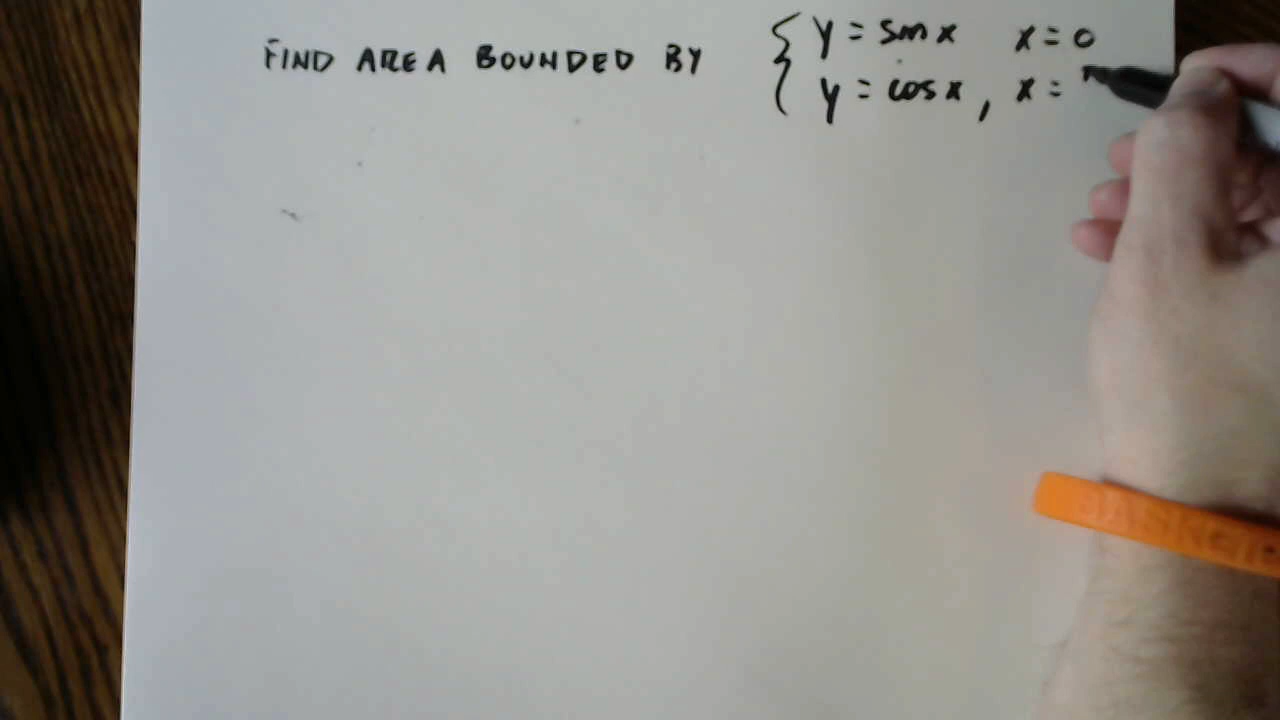 FIND AREA BOUNDED BY { y = sin x x = 0
y = cos x, x =